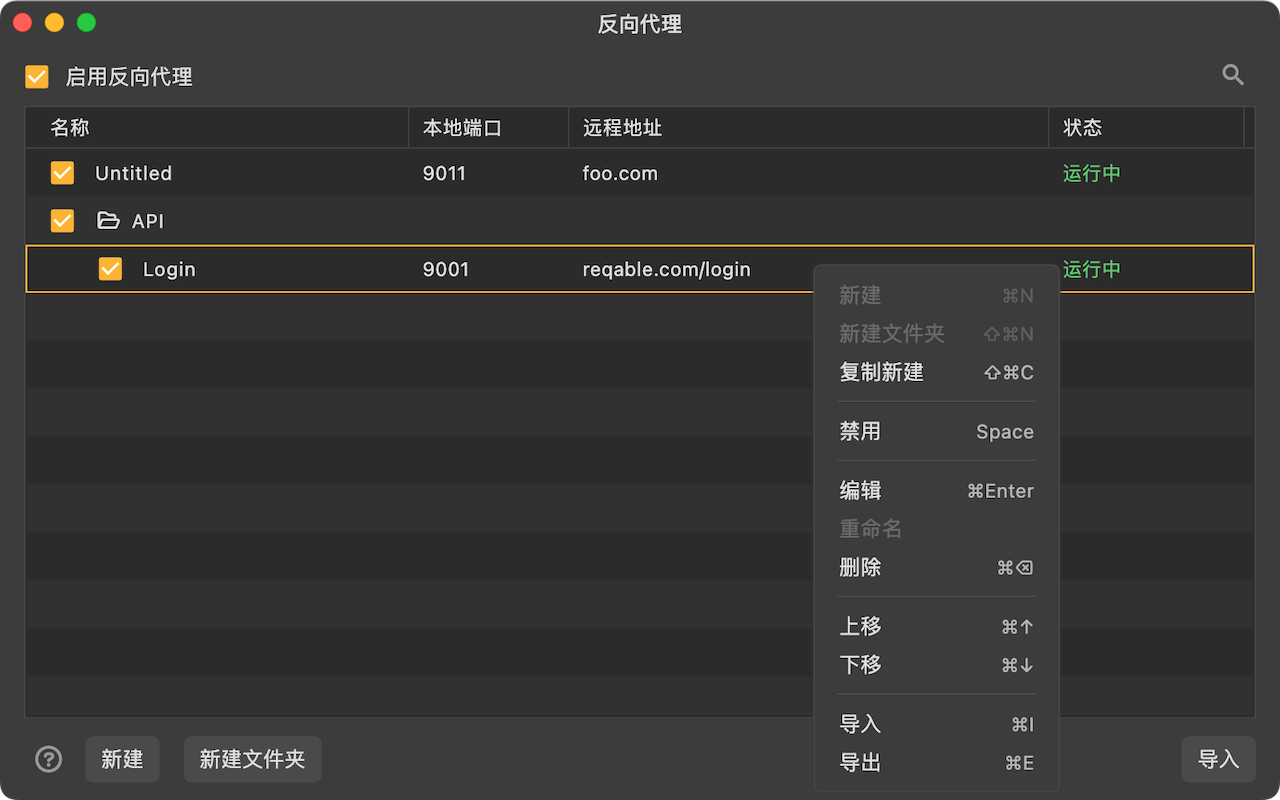 反向代理
启用反向代理
名称 本地端口 远程地址 状态
Untitled 9011 foo.com 运行中
API
Login 9001 reqable.com/login 运行中
新建 ⌘N
新建文件夹 ⇧⌘N
复制新建 ⇧⌘C
禁用 Space
编辑 ⌘Enter
重命名
删除 ⌘⌫
上移 ⌘↑
下移 ⌘↓
导入 ⌘I
导出 ⌘E
? 新建 新建文件夹 导入